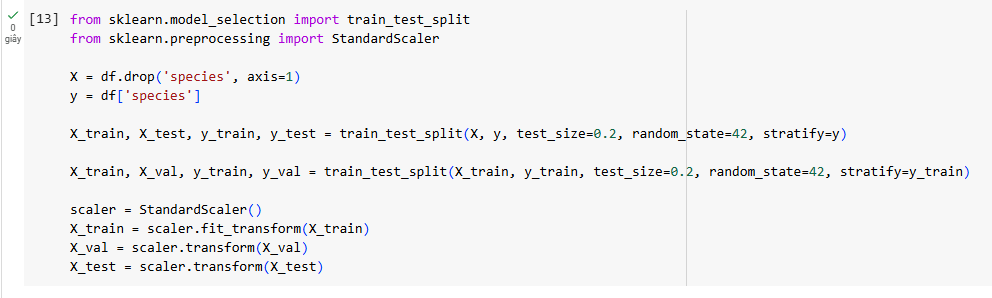 [13] from sklearn.model_selection import train_test_split
0
from sklearn.preprocessing import StandardScaler
giây
X = df.drop('species', axis=1)
y = df['species']
X_train, X_test, y_train, y_test = train_test_split(X, y, test_size=0.2, random_state=42, stratify=y)
X_train, X_val, y_train, y_val = train_test_split(X_train, y_train, test_size=0.2, random_state=42, stratify=y_train)
scaler = StandardScaler()
X_train = scaler.fit_transform(X_train)
X_val = scaler.transform(X_val)
X_test = scaler.transform(X_test)